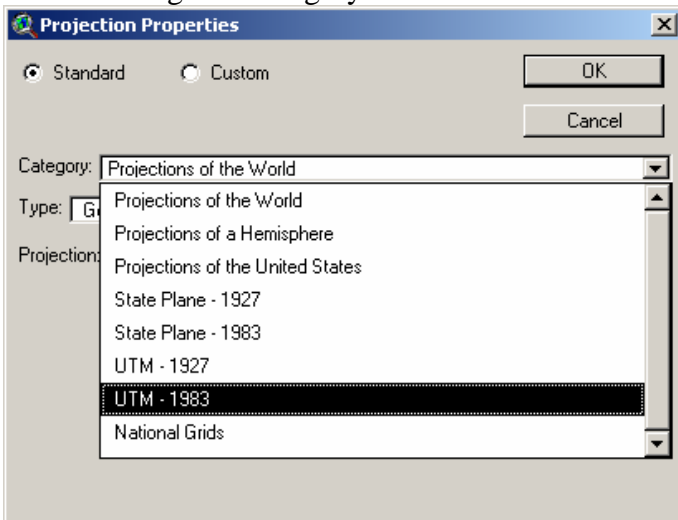 Projection Properties
Standard Custom OK
Cancel
Category: Projections of the World
Type:
Projection:
Projections of the World
Projections of a Hemisphere
Projections of the United States
State Plane - 1927
State Plane - 1983
UTM - 1927
UTM - 1983
National Grids